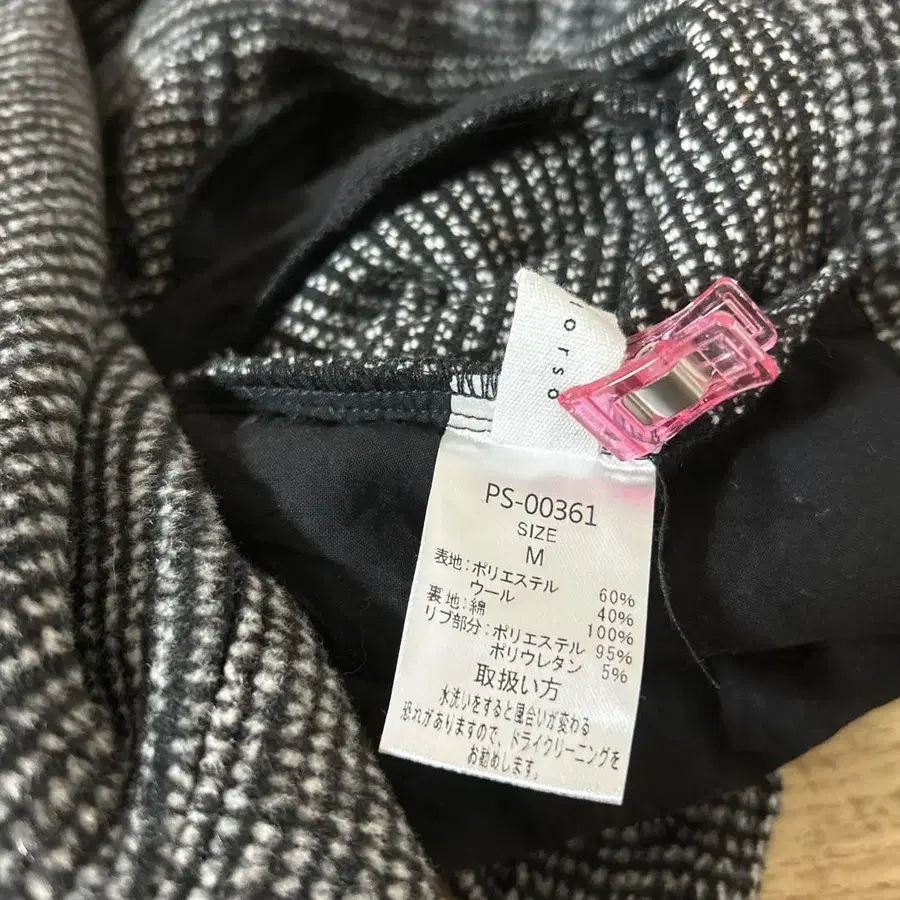 orso
PS-00361
SIZE
M
表地:ポリエステル 60%
ウール 40%
裏地:綿 100%
リブ部分:ポリエステル 95%
ポリウレタン 5%
取扱い方
水洗いをすると風合いが変わる
恐れがありますので、ドライクリーニングを
お勧めします。